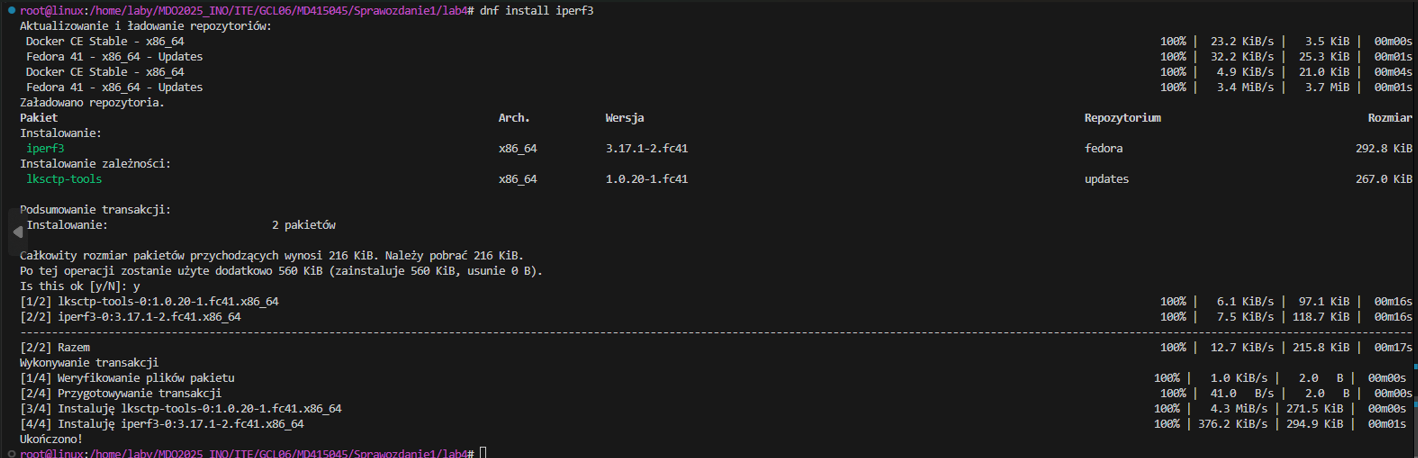 root@linux:/home/laby/MDO2025_INO/ITE/GCL06/MD415045/Sprawozdanie1/lab4# dnf install iperf3
Aktualizowanie i ładowanie repozytoriów:
Docker CE Stable - x86_64 100% | 23.2 KiB/s | 3.5 KiB | 00m00s
Fedora 41 - x86_64 - Updates 100% | 32.2 KiB/s | 25.3 KiB | 00m01s
Docker CE Stable - x86_64 100% | 4.9 KiB/s | 21.0 KiB | 00m04s
Fedora 41 - x86_64 - Updates 100% | 3.4 MiB/s | 3.7 MiB | 00m01s
Załadowano repozytoria.
Pakiet Arch. Wersja Repozytorium Rozmiar
Instalowanie:
iperf3 x86_64 3.17.1-2.fc41 fedora 292.8 KiB
Instalowanie zależności:
lksctp-tools x86_64 1.0.20-1.fc41 updates 267.0 KiB
Podsumowanie transakcji:
Instalowanie: 2 pakietów
Całkowity rozmiar pakietów przychodzących wynosi 216 KiB. Należy pobrać 216 KiB.
Po tej operacji zostanie użyte dodatkowo 560 KiB (zainstaluje 560 KiB, usunie 0 B).
Is this ok [y/N]: y
[1/2] lksctp-tools-0:1.0.20-1.fc41.x86_64 100% | 6.1 KiB/s | 97.1 KiB | 00m16s
[2/2] iperf3-0:3.17.1-2.fc41.x86_64 100% | 7.5 KiB/s | 118.7 KiB | 00m16s
--------------------------------------------------------------------------------
[2/2] Razem 100% | 12.7 KiB/s | 215.8 KiB | 00m17s
Wykonywanie transakcji
[1/4] Weryfikowanie plików pakietu 100% | 1.0 KiB/s | 2.0 B | 00m00s
[2/4] Przygotowywanie transakcji 100% | 41.0 B/s | 2.0 B | 00m00s
[3/4] Instaluję lksctp-tools-0:1.0.20-1.fc41.x86_64 100% | 4.3 MiB/s | 271.5 KiB | 00m00s
[4/4] Instaluję iperf3-0:3.17.1-2.fc41.x86_64 100% | 376.2 KiB/s | 294.9 KiB | 00m01s
Ukończono!
root@linux:/home/laby/MDO2025_INO/ITE/GCL06/MD415045/Sprawozdanie1/lab4#